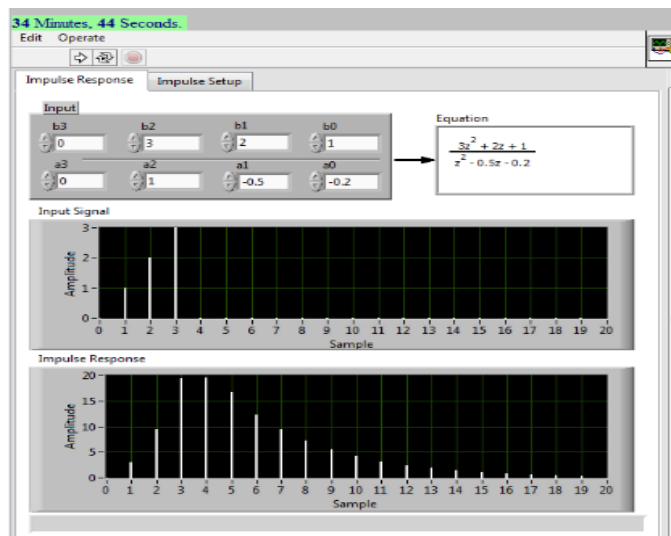 34 Minutes, 44 Seconds.
Edit Operate
Impulse Response Impulse Setup
Input
b3 b2 b1 b0
0 3 2 1
a3 a2 a1 a0
0 1 -0.5 -0.2
Equation
3z² + 2z + 1
z² - 0.5z - 0.2
Input Signal
Amplitude
3
2
1
0
0 1 2 3 4 5 6 7 8 9 10 11 12 13 14 15 16 17 18 19 20
Sample
Impulse Response
Amplitude
20
15
10
5
0
0 1 2 3 4 5 6 7 8 9 10 11 12 13 14 15 16 17 18 19 20
Sample